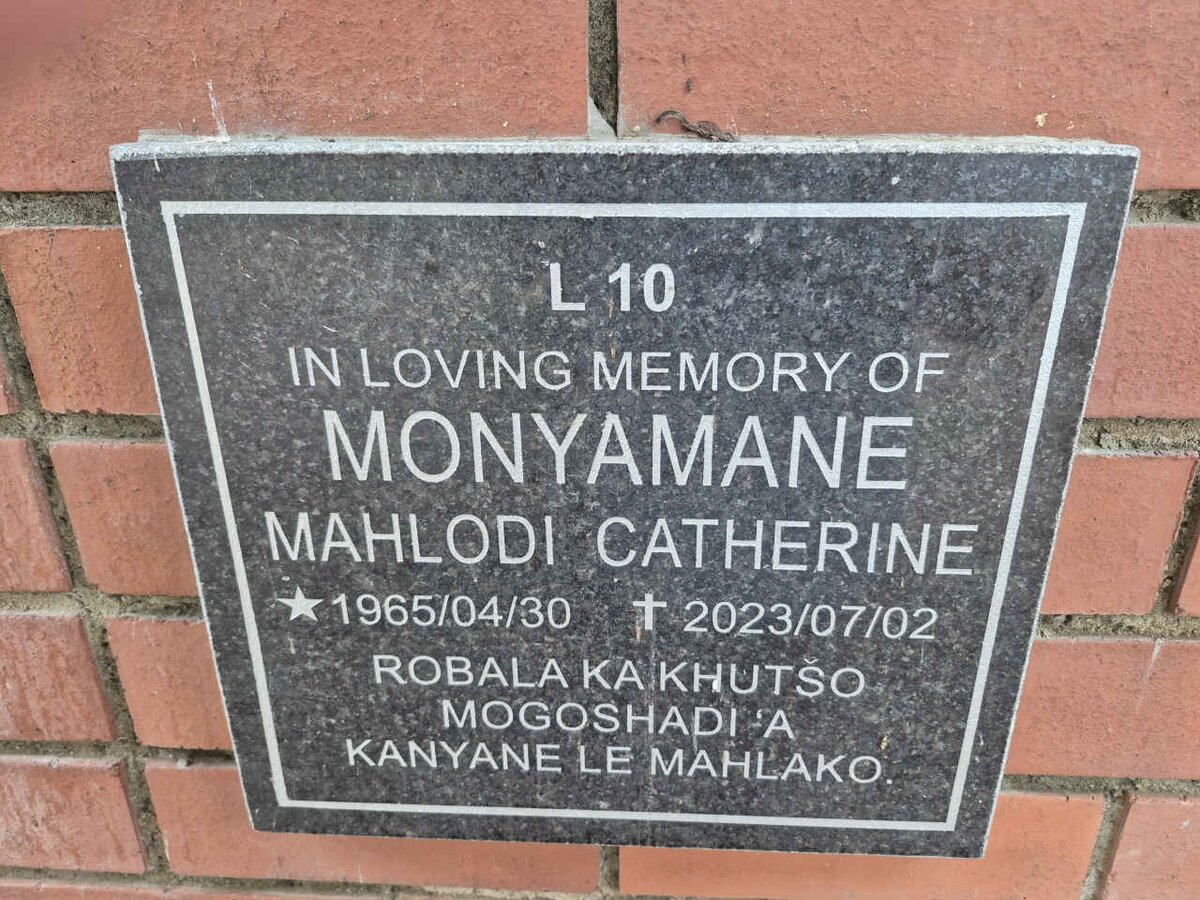 L 10
IN LOVING MEMORY OF
MONYAMANE
MAHLODI CATHERINE
★ 1965/04/30 ✝ 2023/07/02
ROBALA KA KHUTŠO
MOGOSHADI ‘A
KANYANE LE MAHLAKO.